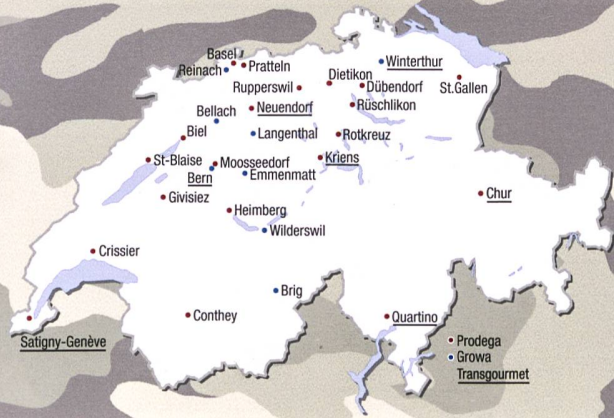 Basel
Reinach
Pratteln
Winterthur
Dietikon
Rupperswil
Dübendorf
St.Gallen
Neuendorf
Rüschlikon
Bellach
Biel
Langenthal
Rotkreuz
St-Blaise
Moosseedorf
Kriens
Bern
Emmenmatt
Givisiez
Chur
Heimberg
Wilderswil
Crissier
Brig
Conthey
Quartino
Satigny-Genève
Prodega
Growa
Transgourmet